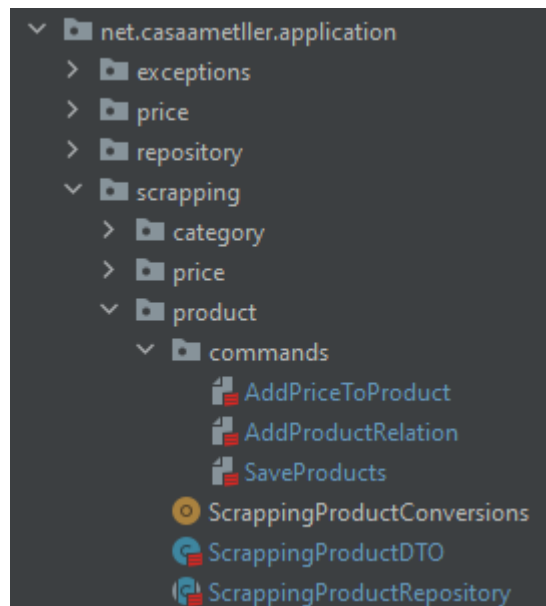 net.casaametller.application
exceptions
price
repository
scrapping
category
price
product
commands
AddPriceToProduct
AddProductRelation
SaveProducts
ScrappingProductConversions
ScrappingProductDTO
ScrappingProductRepository